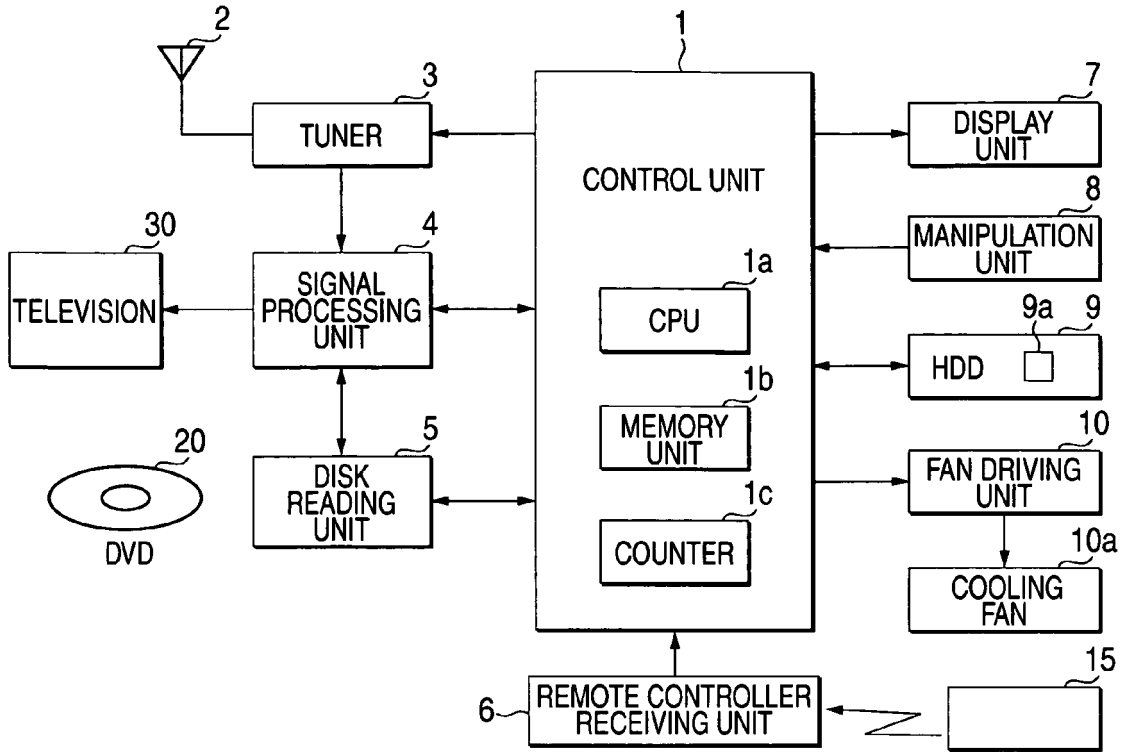 2
1
3
TUNER
7
DISPLAY
UNIT
CONTROL UNIT
8
MANIPULATION
UNIT
30
TELEVISION
4
SIGNAL
PROCESSING
UNIT
1a
CPU
9a
9
HDD
1b
MEMORY
UNIT
20
DVD
5
DISK
READING
UNIT
10
FAN DRIVING
UNIT
1c
COUNTER
10a
COOLING
FAN
6
REMOTE CONTROLLER
RECEIVING UNIT
15